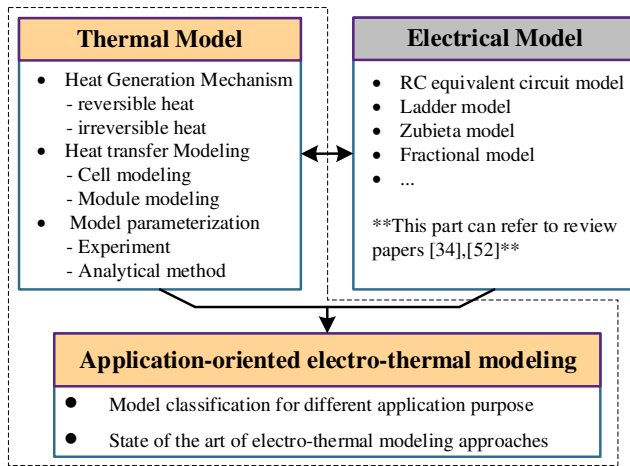 Thermal Model
• Heat Generation Mechanism
- reversible heat
- irreversible heat
• Heat transfer Modeling
- Cell modeling
- Module modeling
• Model parameterization
- Experiment
- Analytical method
Electrical Model
• RC equivalent circuit model
• Ladder model
• Zubieta model
• Fractional model
• ...
**This part can refer to review
papers [34],[52]**
Application-oriented electro-thermal modeling
• Model classification for different application purpose
• State of the art of electro-thermal modeling approaches